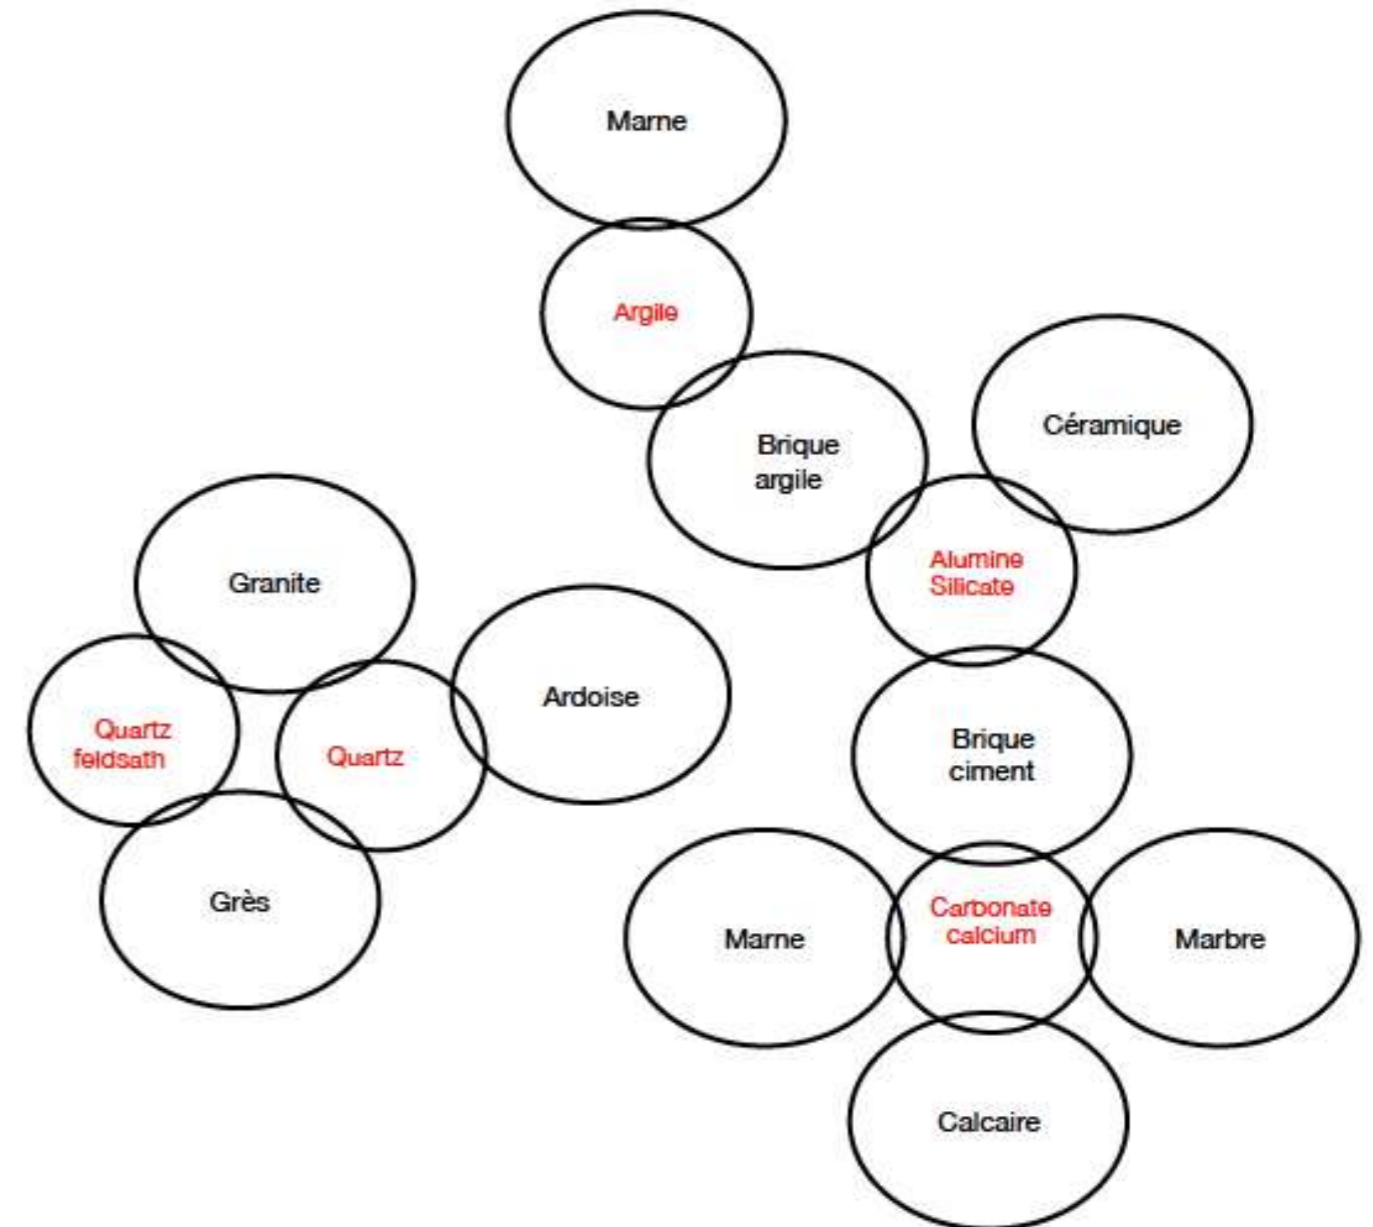 Marne
Argile
Céramique
Brique
argile
Alumine
Silicate
Granite
Ardoise
Quartz
feldsath
Quartz
Brique
ciment
Grès
Carbonate
calcium
Marne
Marbre
Calcaire